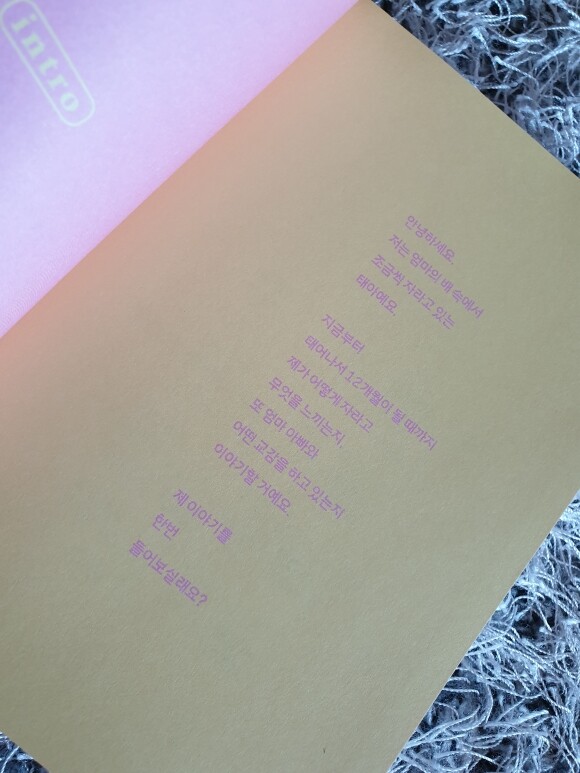 intro
안녕하세요.
저는 엄마의 배 속에서
조금씩 자라고 있는
태아예요.
지금부터
태어나서 12개월이 될 때까지
제가 어떻게 자라고
무엇을 느끼는지,
또 엄마 아빠와
어떤 교감을 하고 있는지
이야기할 거예요.
제 이야기를
한번
들어보실래요?